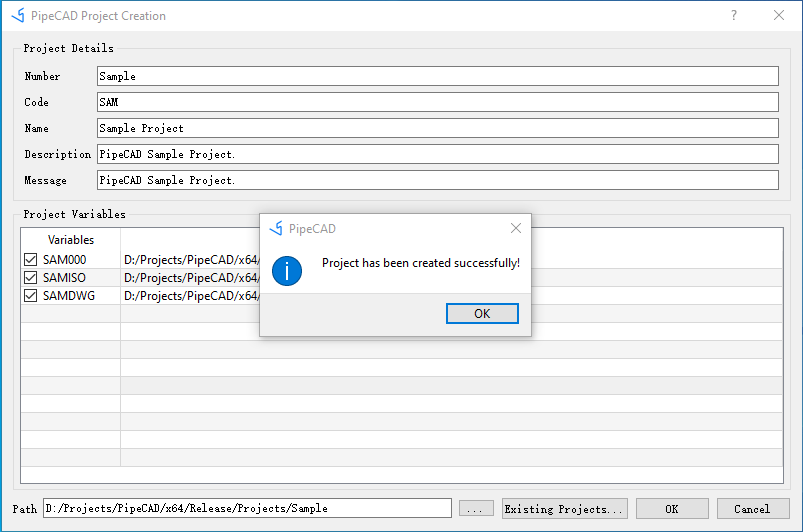 PipeCAD Project Creation
?
Project Details
Number Sample
Code SAM
Name Sample Project
Description PipeCAD Sample Project.
Message PipeCAD Sample Project.
Project Variables
Variables
SAM000 D:/Projects/PipeCAD/x64/
SAMISO D:/Projects/PipeCAD/x64/
SAMDWG D:/Projects/PipeCAD/x64/
PipeCAD
Project has been created successfully!
OK
Path D:/Projects/PipeCAD/x64/Release/Projects/Sample ... Existing Projects... OK Cancel